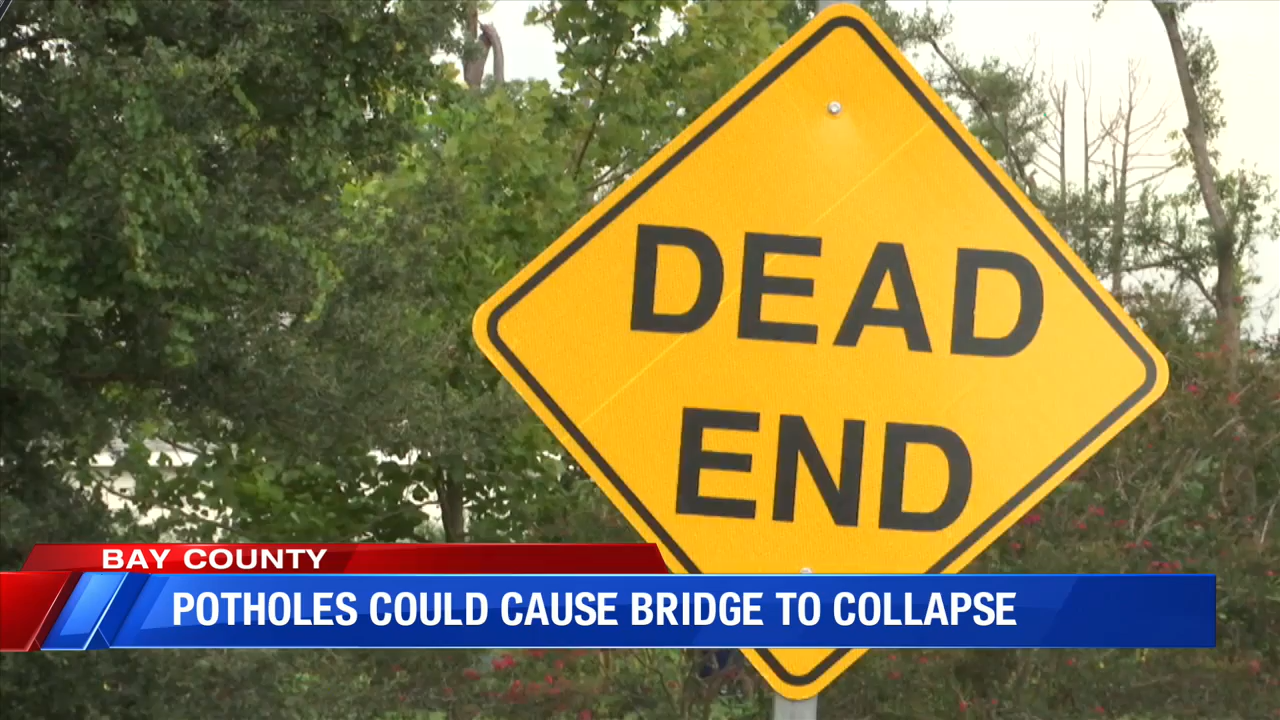 DEAD
END
BAY COUNTY
POTHOLES COULD CAUSE BRIDGE TO COLLAPSE